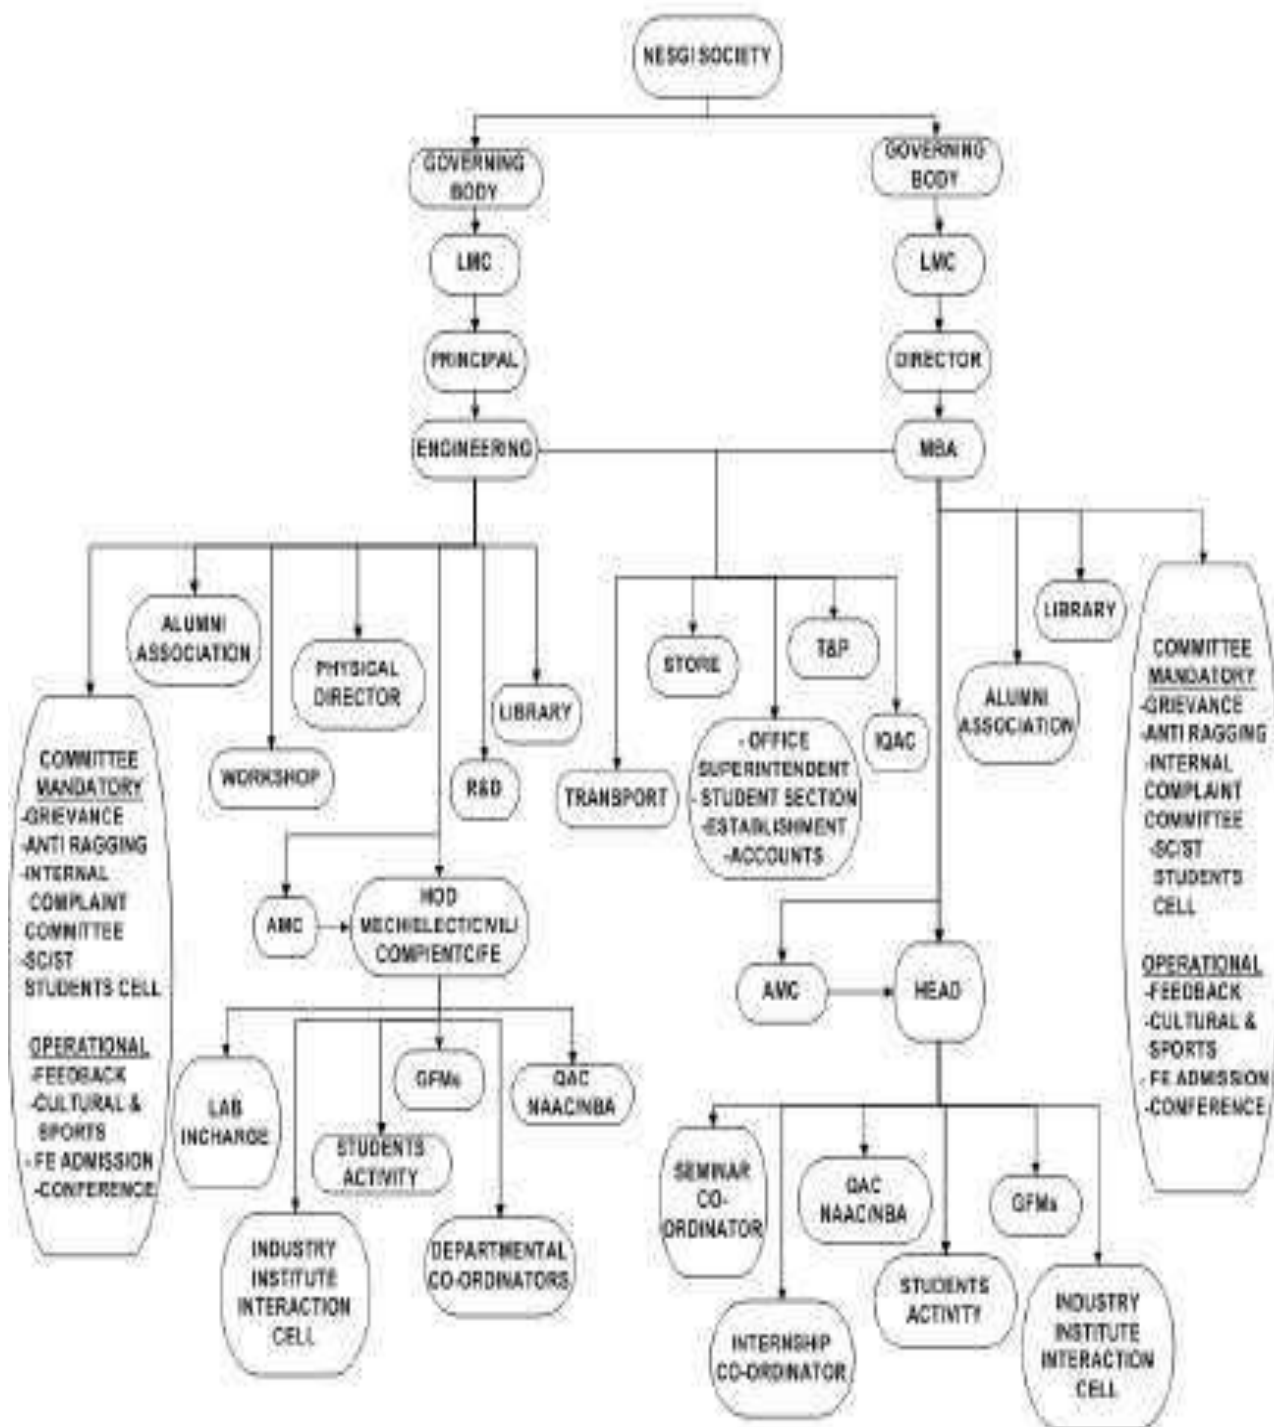 NESGI SOCIETY
GOVERNING
BODY
GOVERNING
BODY
LMC
LMC
PRINCIPAL
DIRECTOR
ENGINEERING
MBA
ALUMNI
ASSOCIATION
PHYSICAL
DIRECTOR
LIBRARY
WORKSHOP
R&D
COMMITTEE
MANDATORY
-GRIEVANCE
-ANTI RAGGING
-INTERNAL
COMPLAINT
COMMITTEE
-SC/ST
STUDENTS CELL
OPERATIONAL
-FEEDBACK
-CULTURAL &
SPORTS
- FE ADMISSION
-CONFERENCE
STORE
T&P
IQAC
TRANSPORT
- OFFICE
SUPERINTENDENT
- STUDENT SECTION
-ESTABLISHMENT
-ACCOUNTS
LIBRARY
ALUMNI
ASSOCIATION
COMMITTEE
MANDATORY
-GRIEVANCE
-ANTI RAGGING
-INTERNAL
COMPLAINT
COMMITTEE
-SC/ST
STUDENTS
CELL
OPERATIONAL
-FEEDBACK
-CULTURAL &
SPORTS
- FE ADMISSION
-CONFERENCE
AMC
HOD
AMC
HEAD
LAB
INCHARGE
GFMs
QAC
NAAC/NBA
STUDENTS
ACTIVITY
INDUSTRY
INSTITUTE
INTERACTION
CELL
DEPARTMENTAL
CO-ORDINATORS
SEMINAR
CO-
ORDINATOR
QAC
NAAC/NBA
GFMs
STUDENTS
ACTIVITY
INTERNSHIP
CO-ORDINATOR
INDUSTRY
INSTITUTE
INTERACTION
CELL